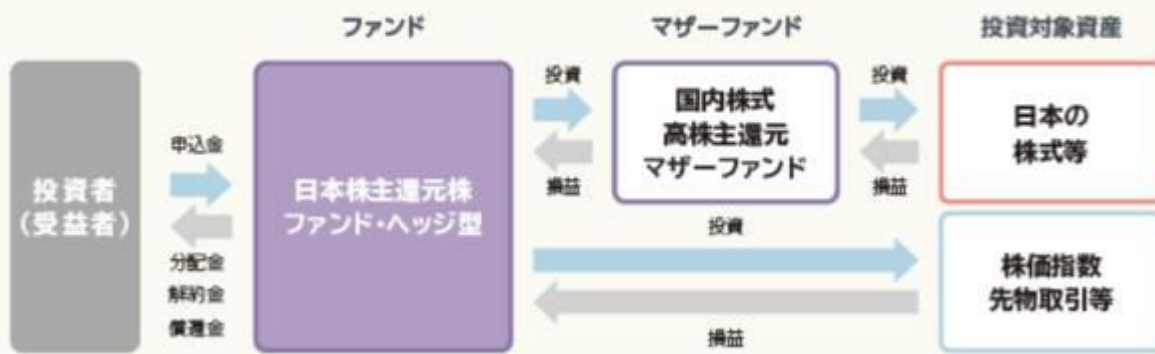 ファンド
マザーファンド
投資対象資産
投資者
（受益者）
申込金
分配金
解約金
償還金
日本株主還元株
ファンド・ヘッジ型
投資
損益
国内株式
高株主還元
マザーファンド
投資
損益
日本の
株式等
投資
損益
株価指数
先物取引等